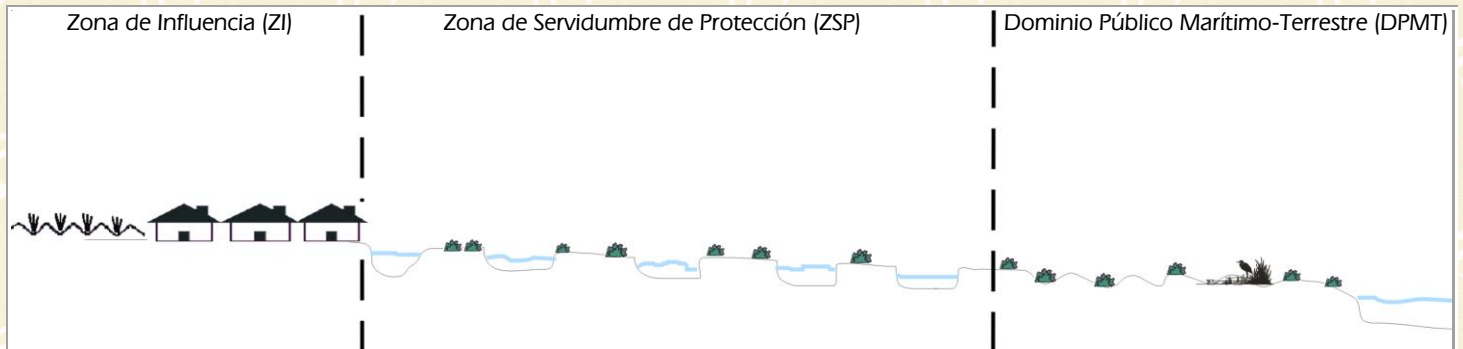 Zona de Influencia (ZI)
Zona de Servidumbre de Protección (ZSP)
Dominio Público Marítimo-Terrestre (DPMT)